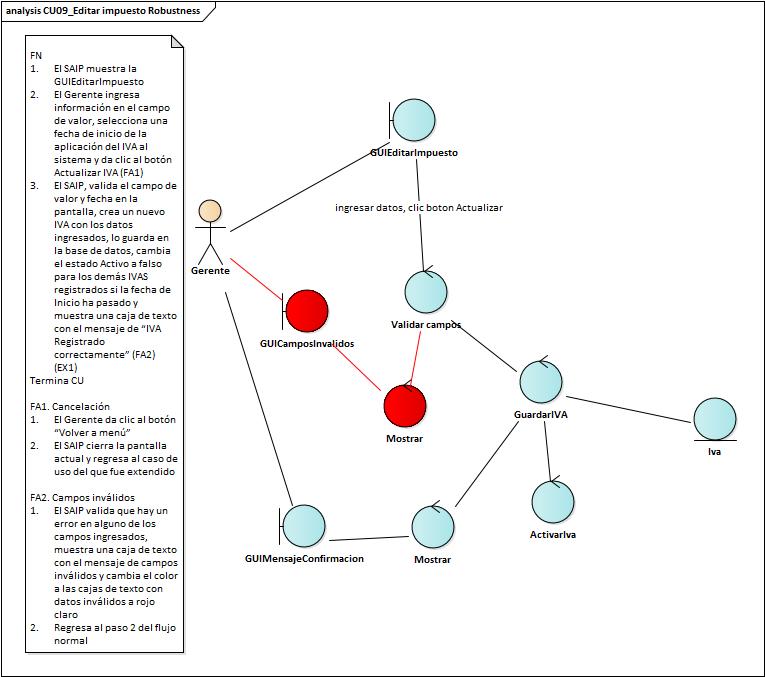 analysis CU09_Editar impuesto Robustness
FN
1. El SAIP muestra la
GUIEditarImpuesto
2. El Gerente ingresa
información en el campo
de valor, selecciona una
fecha de inicio de la
aplicación del IVA al
sistema y da clic al botón
Actualizar IVA (FA1)
3. El SAIP, valida el campo de
valor y fecha en la
pantalla, crea un nuevo
IVA con los datos
ingresados, lo guarda en
la base de datos, cambia
el estado Activo a falso
para los demás IVAS
registrados si la fecha de
Inicio ha pasado y
muestra una caja de texto
con el mensaje de “IVA
Registrado
correctamente” (FA2)
(EX1)
Termina CU
FA1. Cancelación
1. El Gerente da clic al botón
“Volver a menú”
2. El SAIP cierra la pantalla
actual y regresa al caso de
uso del que fue extendido
FA2. Campos inválidos
1. El SAIP valida que hay un
error en alguno de los
campos ingresados,
muestra una caja de texto
con el mensaje de campos
inválidos y cambia el color
a las cajas de texto con
datos inválidos a rojo
claro
2. Regresa al paso 2 del flujo
normal
GUIEditarImpuesto
ingresar datos, clic boton Actualizar
Gerente
Validar campos
GUICamposInvalidos
Mostrar
GuardarIVA
Iva
ActivarIva
Mostrar
GUIMensajeConfirmacion